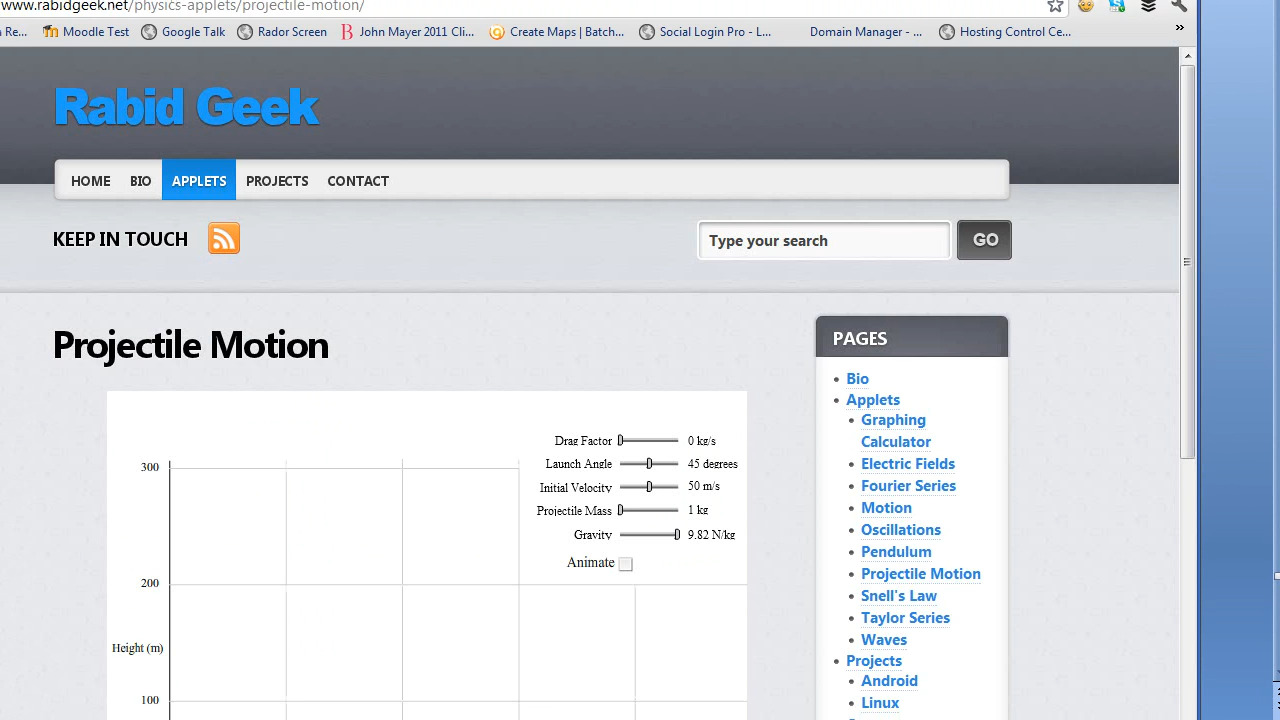 www.rabidgeek.net/physics-applets/projectile-motion/
n Re... Moodle Test Google Talk Rador Screen John Mayer 2011 Cli... Create Maps | Batch... Social Login Pro - L... Domain Manager - ... Hosting Control Ce... »
Rabid Geek
HOME BIO APPLETS PROJECTS CONTACT
KEEP IN TOUCH
Type your search GO
Projectile Motion
Drag Factor 0 kg/s
Launch Angle 45 degrees
Initial Velocity 50 m/s
Projectile Mass 1 kg
Gravity 9.82 N/kg
Animate
300
200
Height (m)
100
PAGES
Bio
Applets
Graphing
Calculator
Electric Fields
Fourier Series
Motion
Oscillations
Pendulum
Projectile Motion
Snell's Law
Taylor Series
Waves
Projects
Android
Linux